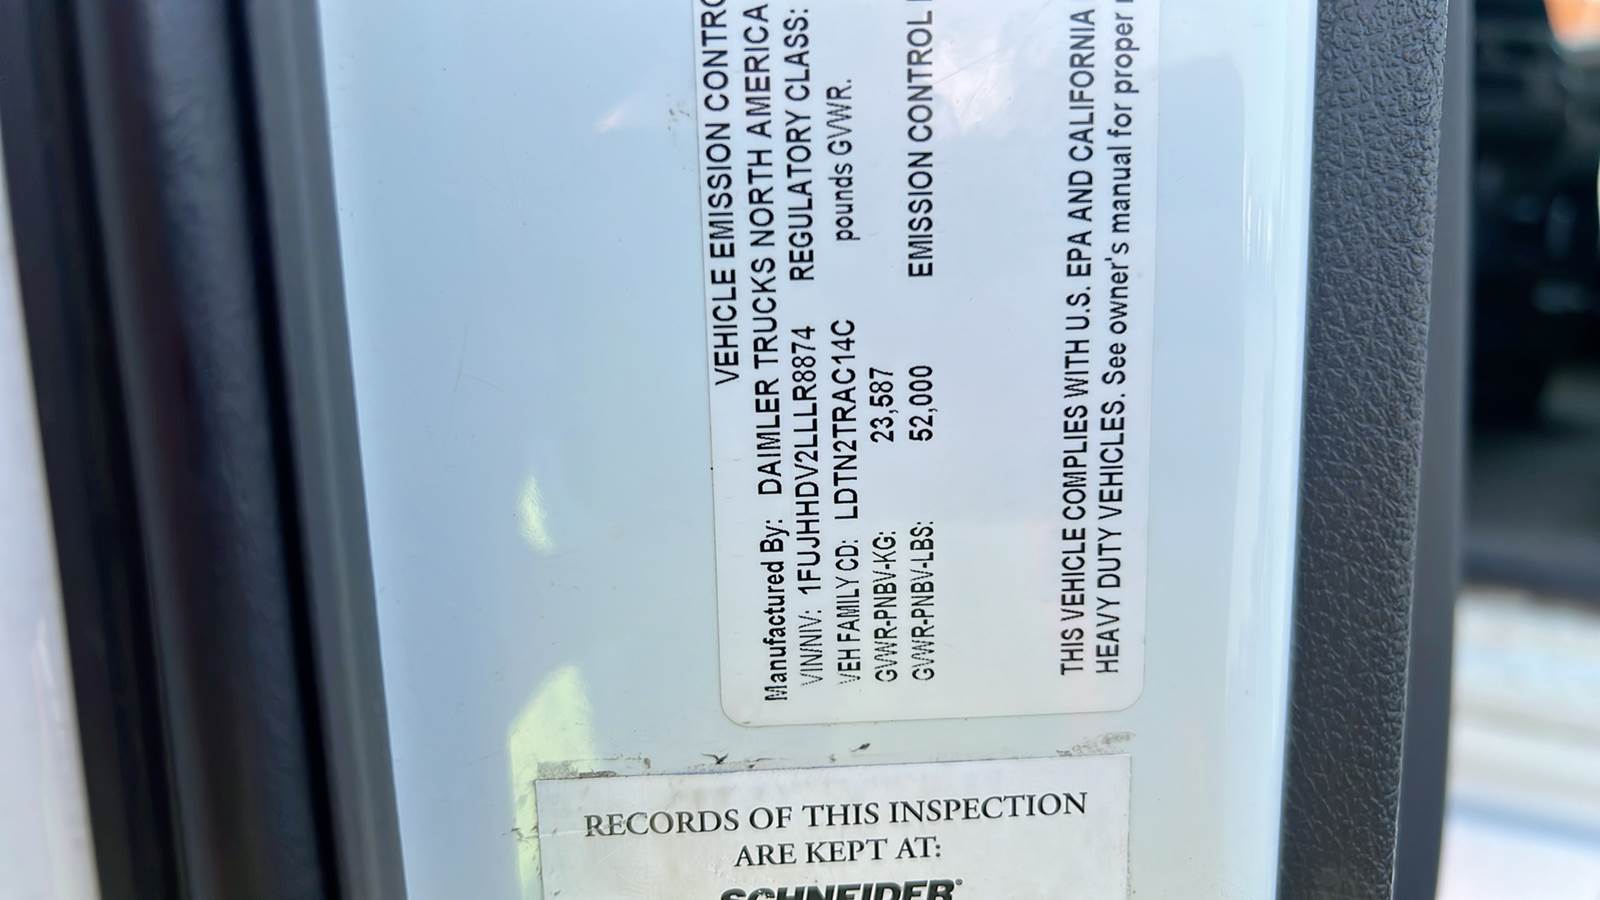 VEHICLE EMISSION CONTRO
Manufactured By: DAIMLER TRUCKS NORTH AMERICA
VIN/NIV: 1FUJHHDV2LLLR8874 REGULATORY CLASS:
VEH FAMILY CD: LDTN2TRAC14C pounds GVWR.
GVWR-PNBV-KG: 23,587
GVWR-PNBV-LBS: 52,000 EMISSION CONTROL
THIS VEHICLE COMPLIES WITH U.S. EPA AND CALIFORNIA
HEAVY DUTY VEHICLES. See owner's manual for proper
RECORDS OF THIS INSPECTION
ARE KEPT AT:
SCHNEIDER